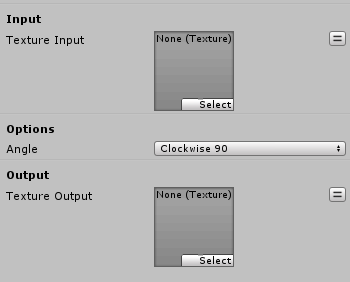 Input
Texture Input
None (Texture)
Select
Options
Angle
Clockwise 90
Output
Texture Output
None (Texture)
Select